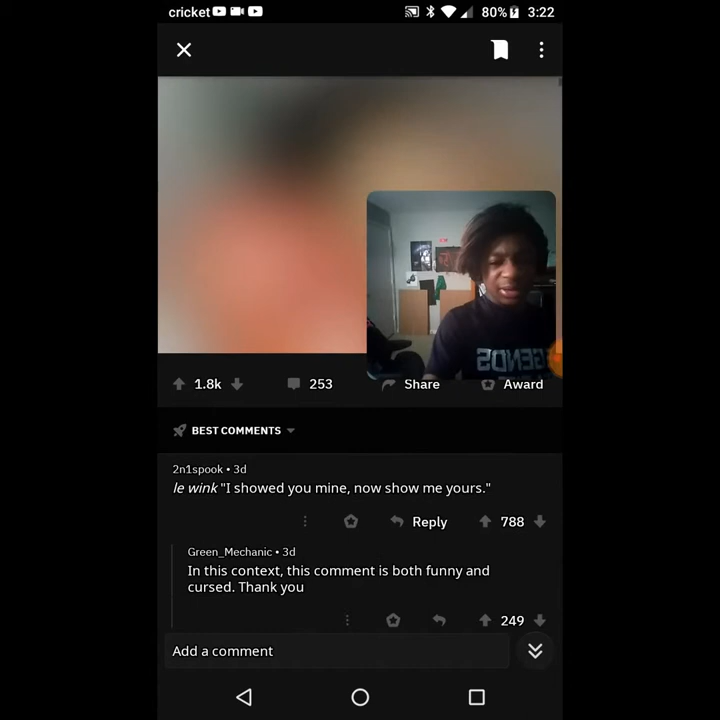 cricket 80% 3:22
GENDS
1.8k 253 Share Award
BEST COMMENTS
2n1spook • 3d
le wink "I showed you mine, now show me yours."
Reply 788
Green_Mechanic • 3d
In this context, this comment is both funny and
cursed. Thank you
249
Add a comment